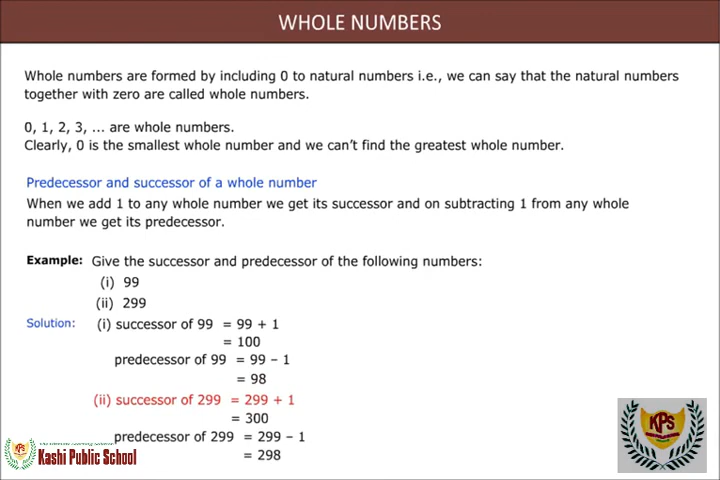 WHOLE NUMBERS
Whole numbers are formed by including 0 to natural numbers i.e., we can say that the natural numbers
together with zero are called whole numbers.
0, 1, 2, 3, ... are whole numbers.
Clearly, 0 is the smallest whole number and we can't find the greatest whole number.
Predecessor and successor of a whole number
When we add 1 to any whole number we get its successor and on subtracting 1 from any whole
number we get its predecessor.
Example: Give the successor and predecessor of the following numbers:
(i) 99
(ii) 299
Solution: (i) successor of 99 = 99 + 1
= 100
predecessor of 99 = 99 – 1
= 98
(ii) successor of 299 = 299 + 1
= 300
predecessor of 299 = 299 – 1
= 298
KPS
Kashi Public School
KPS